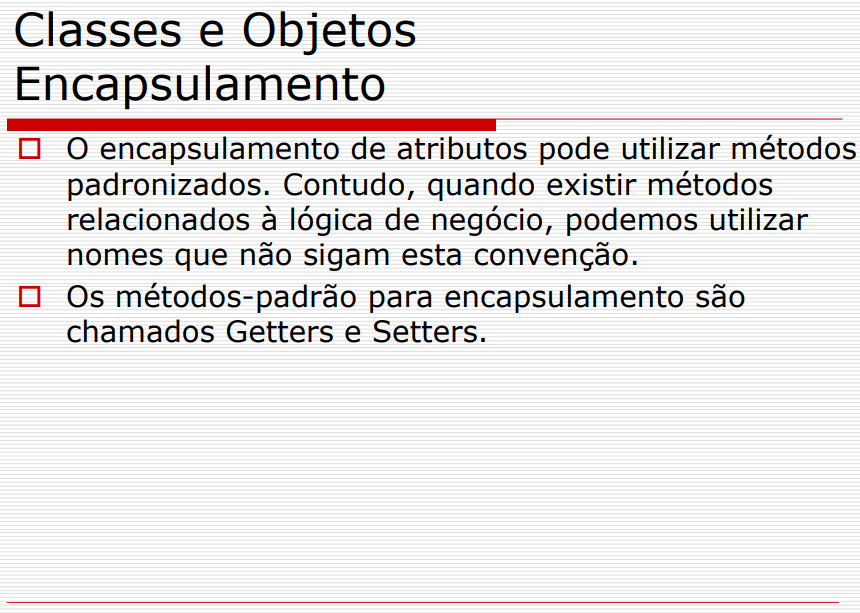 Classes e Objetos
Encapsulamento
O encapsulamento de atributos pode utilizar métodos
padronizados. Contudo, quando existir métodos
relacionados à lógica de negócio, podemos utilizar
nomes que não sigam esta convenção.
Os métodos-padrão para encapsulamento são
chamados Getters e Setters.